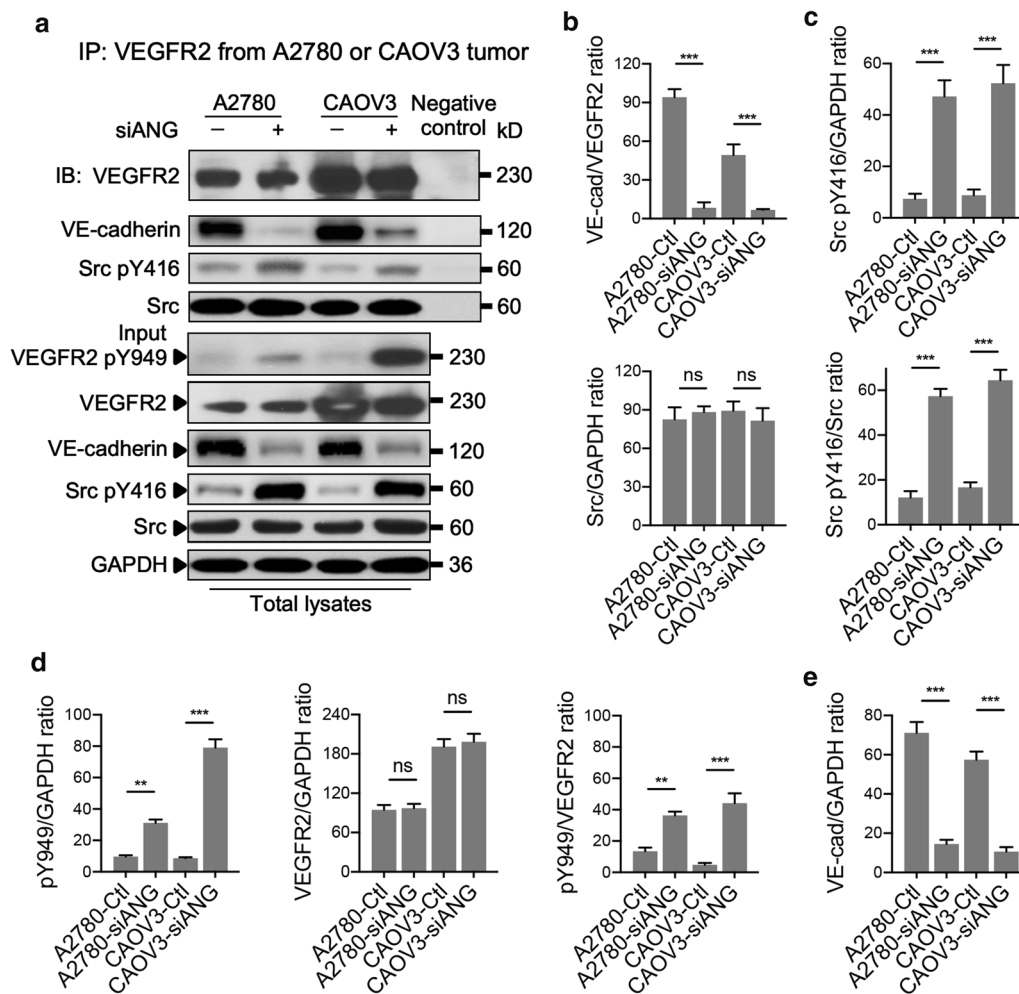 a
IP: VEGFR2 from A2780 or CAOV3 tumor
A2780 CAOV3 Negative control
siANG – + – + kD
IB: VEGFR2 230
VE-cadherin 120
Src pY416 60
Src 60
Input
VEGFR2 pY949 230
VEGFR2 230
VE-cadherin 120
Src pY416 60
Src 60
GAPDH 36
Total lysates
b
VE-cad/VEGFR2 ratio
120
90
60
30
0
***
***
A2780-Ctl
A2780-siANG
CAOV3-Ctl
CAOV3-siANG
Src/GAPDH ratio
120
90
60
30
0
ns
ns
A2780-Ctl
A2780-siANG
CAOV3-Ctl
CAOV3-siANG
c
Src pY416/GAPDH ratio
60
40
20
0
***
***
A2780-Ctl
A2780-siANG
CAOV3-Ctl
CAOV3-siANG
Src pY416/Src ratio
60
40
20
0
***
***
A2780-Ctl
A2780-siANG
CAOV3-Ctl
CAOV3-siANG
d
pY949/GAPDH ratio
100
80
60
40
20
0
**
***
A2780-Ctl
A2780-siANG
CAOV3-Ctl
CAOV3-siANG
VEGFR2/GAPDH ratio
240
180
120
60
0
ns
ns
A2780-Ctl
A2780-siANG
CAOV3-Ctl
CAOV3-siANG
pY949/VEGFR2 ratio
100
80
60
40
20
0
**
***
A2780-Ctl
A2780-siANG
CAOV3-Ctl
CAOV3-siANG
e
VE-cad/GAPDH ratio
80
60
40
20
0
***
***
A2780-Ctl
A2780-siANG
CAOV3-Ctl
CAOV3-siANG